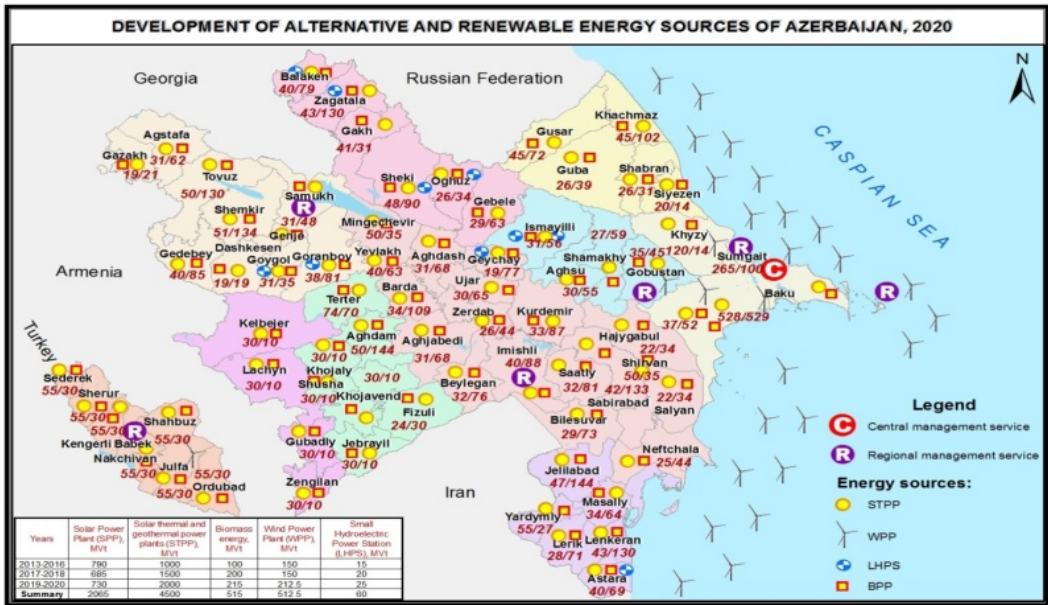 DEVELOPMENT OF ALTERNATIVE AND RENEWABLE ENERGY SOURCES OF AZERBAIJAN, 2020
Georgia
Russian Federation
N
Balaken
40/79
Zagatala
43/130
Gakh
41/31
Agstafa
31/62
Gazakh
19/21
Tovuz
50/130
Khachmaz
45/102
Gusar
45/72
Guba
26/39
Shabran
26/31
Siyezen
20/14
CASPIAN SEA
Sheki
48/90
Oghuz
26/34
Samukh
R
31/48
Gebele
29/63
Shemkir
51/134
Genje
Mingechevir
50/35
Ismayilli
31/56
27/59
Khyzy
120/14
Dashkesen
19/19
Gedebey
40/85
Goygol
31/35
Goranboy
38/81
Yevlakh
40/63
Aghdash
31/68
Geychay
19/77
Shamakhy
35/45
Gobustan
R
Sumgait
265/100
R
C
Baku
R
528/529
Armenia
Aghsu
30/55
Ujar
30/65
Barda
34/109
Terter
74/70
Zerdab
26/44
Kurdemir
33/87
37/52
Hajygabul
22/34
Kelbejer
30/10
Aghdam
50/144
30/10
Aghjabedi
31/68
Imishli
40/88
R
Turkey
Lachyn
30/10
Khojaly
30/10
Shusha
30/10
Khojavend
Beylegan
32/76
Saatly
32/81
Shirvan
50/35
42/133
Sabirabad
22/34
Salyan
Sederek
55/30
Sherur
55/30
55/30
Kengerli
Shahbuz
55/30
R
Babek
Nakchivan
55/30
Julfa
55/30
55/30
Ordubad
Fizuli
24/30
Gubadly
30/10
Jebrayil
30/10
Zengilan
30/10
Bilesuvar
29/73
Neftchala
25/44
Jelilabad
47/144
Iran
Masally
34/64
Yardymly
55/27
Lerik
28/71
Lenkeran
43/130
Astara
40/69
Legend
C Central management service
R Regional management service
Energy sources:
STPP
WPP
LHPS
BPP
Years | Solar Power Plant (SPP), MVt | Solar thermal and geothermal power plants (STPP), MVt | Biomass energy, MVt | Wind Power Plant (WPP), MVt | Small Hydroelectric Power Station (LHPS), MVt
2013-2016 790 1000 100 150 15
2017-2018 685 1500 200 150 20
2019-2020 730 2000 215 212.5 25
Summary 2065 4500 515 512.5 60